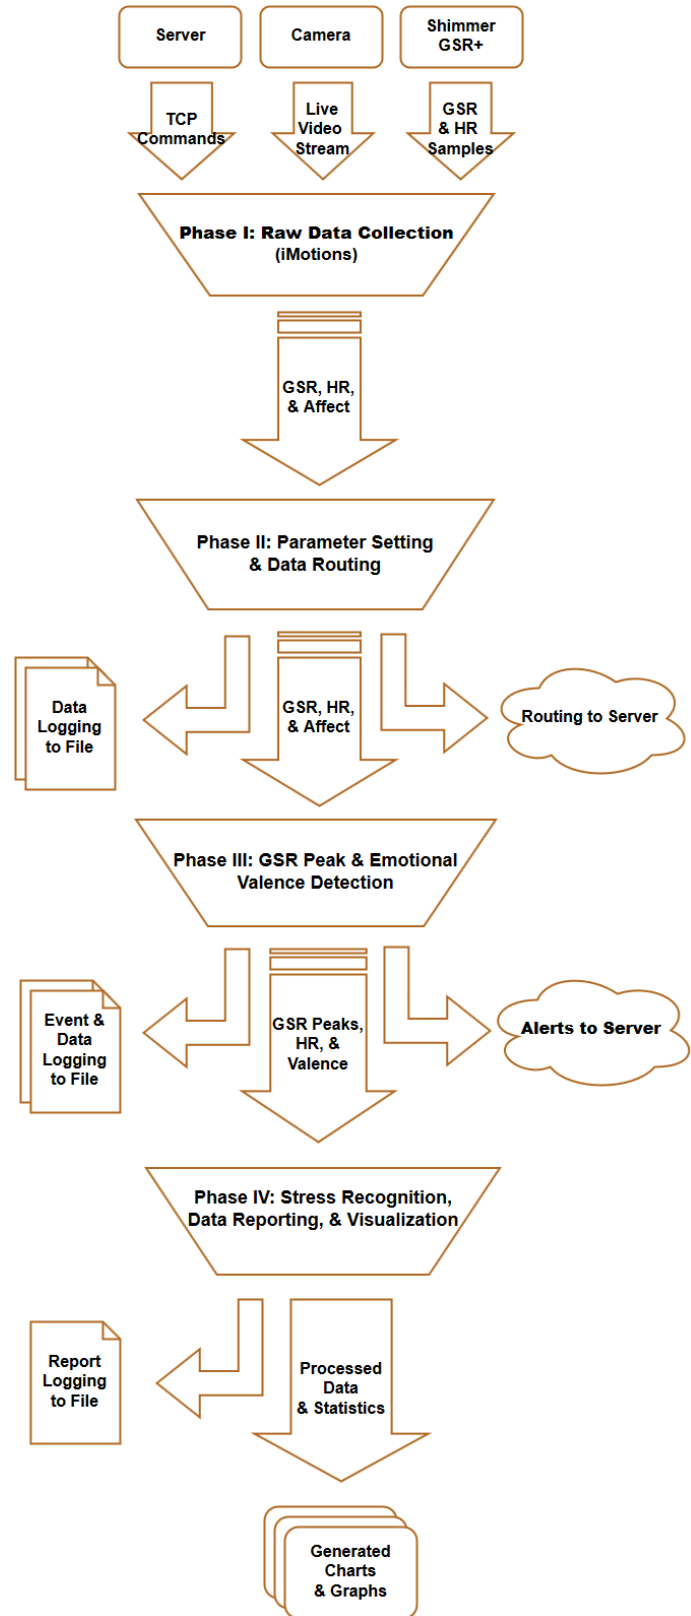 Server
Camera
Shimmer
GSR+
TCP
Commands
Live
Video
Stream
GSR
& HR
Samples
Phase I: Raw Data Collection
(iMotions)
GSR, HR,
& Affect
Phase II: Parameter Setting
& Data Routing
Data
Logging
to File
GSR, HR,
& Affect
Routing to Server
Phase III: GSR Peak & Emotional
Valence Detection
Event &
Data
Logging
to File
GSR Peaks,
HR, &
Valence
Alerts to Server
Phase IV: Stress Recognition,
Data Reporting, & Visualization
Report
Logging
to File
Processed
Data
& Statistics
Generated
Charts
& Graphs